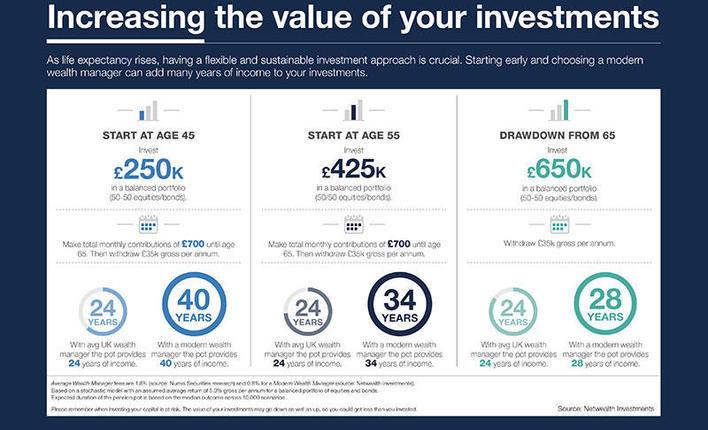 Increasing the value of your investments
As life expectancy rises, having a flexible and sustainable investment approach is crucial. Starting early and choosing a modern
wealth manager can add many years of income to your investments.
START AT AGE 45
Invest
£250K
in a balanced portfolio
(50-50 equities/bonds).
Make total monthly contributions of £700 until age
65. Then withdraw £35k gross per annum.
24
YEARS
40
YEARS
With avg UK wealth
manager the pot provides
24 years of income.
With a modern wealth
manager the pot provides
40 years of income.
START AT AGE 55
Invest
£425K
in a balanced portfolio
(50/50 equities/bonds).
Make total monthly contributions of £700 until age
65. Then withdraw £35k gross per annum.
24
YEARS
34
YEARS
With avg UK wealth
manager the pot provides
24 years of income.
With a modern wealth
manager the pot provides
34 years of income.
DRAWDOWN FROM 65
Invest
£650K
in a balanced portfolio
(50-50 equities/bonds).
Withdraw £35k gross per annum.
24
YEARS
28
YEARS
With avg UK wealth
manager the pot provides
24 years of income.
With a modern wealth
manager the pot provides
28 years of income.
Average Wealth Manager fees are 1.8% (source: Numis Securities research) and 0.8% for a Modern Wealth Manager (source: Netwealth Investments).
Based on a stochastic model with an assumed average return of 5.3% gross per annum for a balanced portfolio of equities and bonds.
Expected duration of the pension pot is based on the median outcome across 10,000 scenarios.
Please remember when investing your capital is at risk. The value of your investments may go down as well as up, so you could get less than you invested.
Source: Netwealth Investments